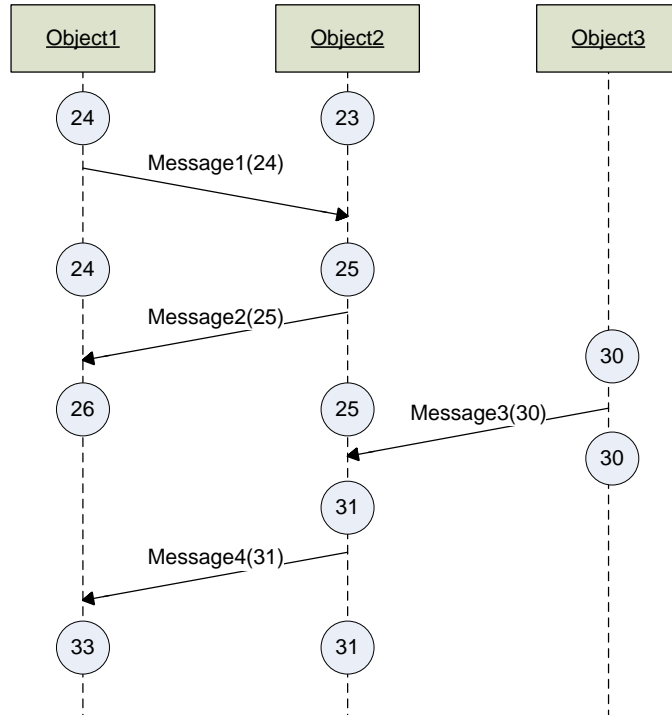 Object1
Object2
Object3
24
23
Message1(24)
24
25
Message2(25)
30
26
25
Message3(30)
30
31
Message4(31)
33
31